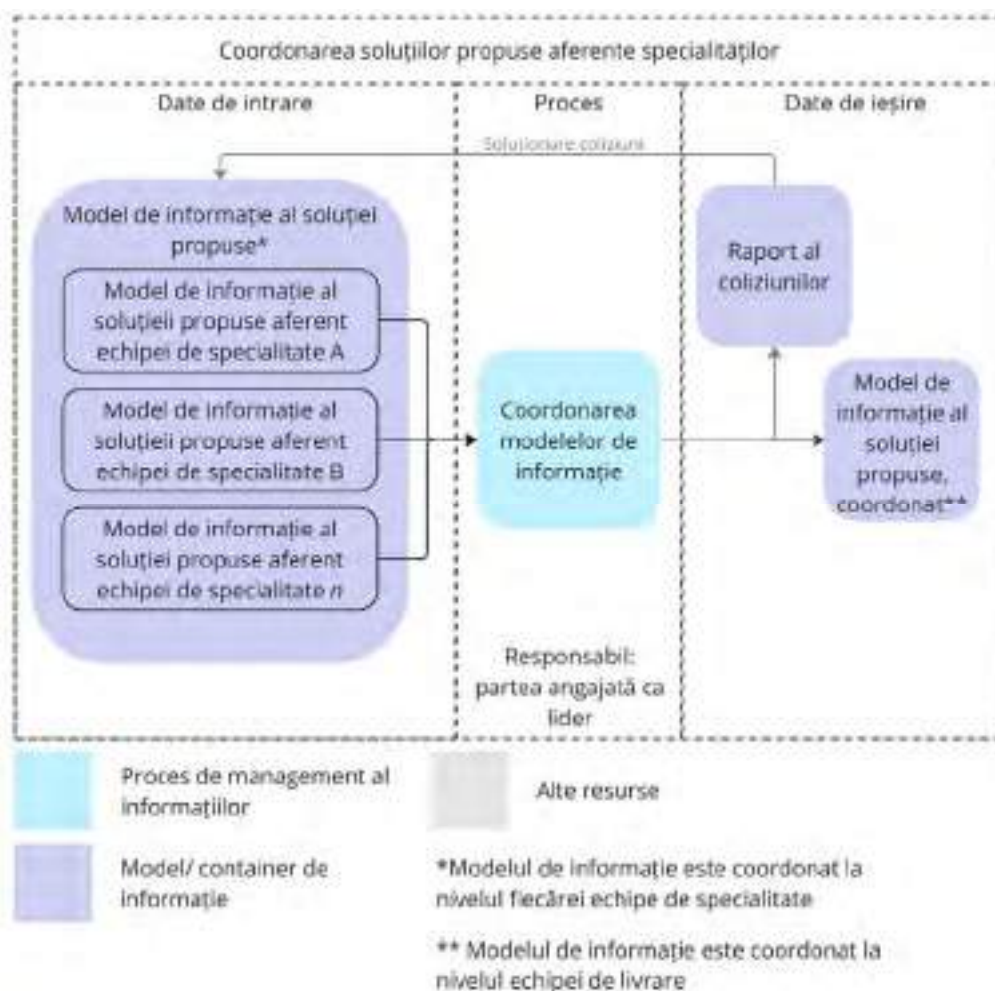 Coordonarea soluțiilor propuse aferente specialităților
Date de intrare
Proces
Date de ieșire
Soluționare coliziuni
Model de informație al soluției
propuse*
Model de informație al
soluțieii propuse aferent
echipei de specialitate A
Model de informație al
soluțieii propuse aferent
echipei de specialitate B
Model de informație al
soluției propuse aferent
echipei de specialitate n
Coordonarea
modelelor de
informație
Responsabil:
partea angajată ca
lider
Raport al
coliziunilor
Model de
informație al
soluției
propuse,
coordonat**
Proces de management al
informațiilor
Alte resurse
Model/ container de
informație
*Modelul de informație este coordonat la
nivelul fiecărei echipe de specialitate
** Modelul de informație este coordonat la
nivelul echipei de livrare